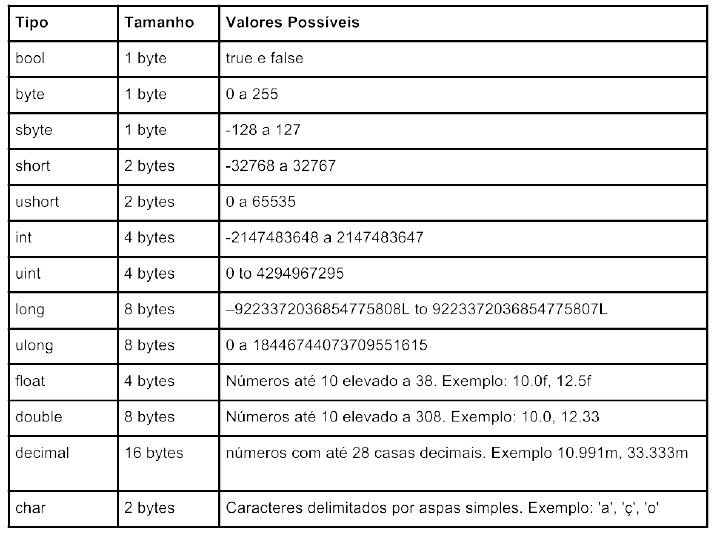 Tipo Tamanho Valores Possíveis
bool 1 byte true e false
byte 1 byte 0 a 255
sbyte 1 byte -128 a 127
short 2 bytes -32768 a 32767
ushort 2 bytes 0 a 65535
int 4 bytes -2147483648 a 2147483647
uint 4 bytes 0 to 4294967295
long 8 bytes –9223372036854775808L to 9223372036854775807L
ulong 8 bytes 0 a 18446744073709551615
float 4 bytes Números até 10 elevado a 38. Exemplo: 10.0f, 12.5f
double 8 bytes Números até 10 elevado a 308. Exemplo: 10.0, 12.33
decimal 16 bytes números com até 28 casas decimais. Exemplo 10.991m, 33.333m
char 2 bytes Caracteres delimitados por aspas simples. Exemplo: 'a', 'ç', 'o'